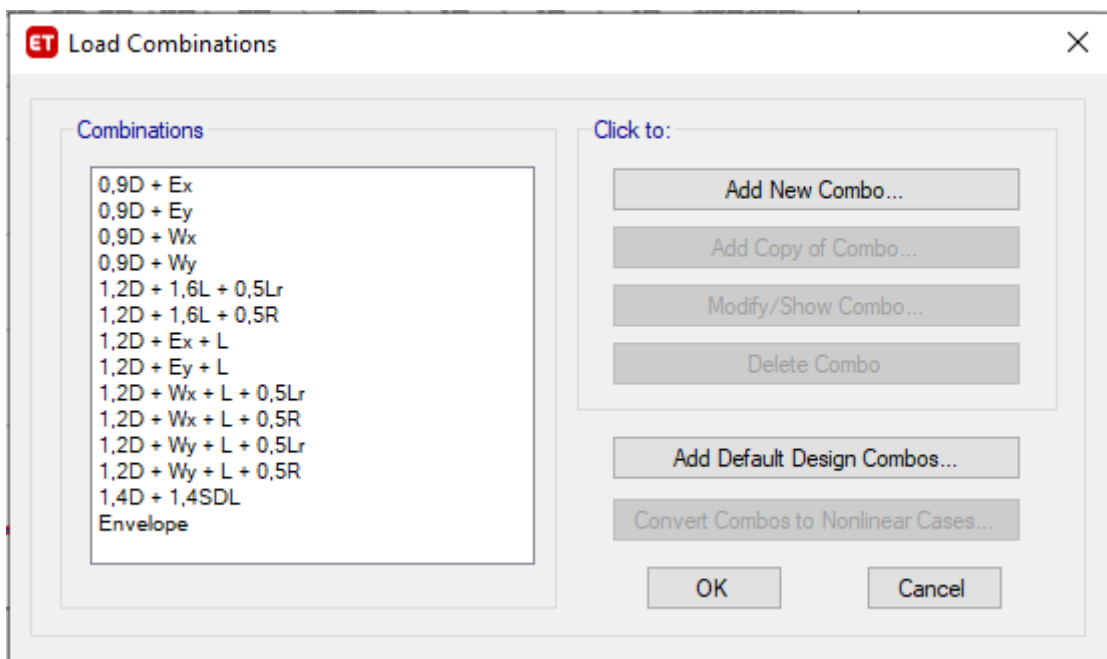 ET Load Combinations
Combinations
0,9D + Ex
0,9D + Ey
0,9D + Wx
0,9D + Wy
1,2D + 1,6L + 0,5Lr
1,2D + 1,6L + 0,5R
1,2D + Ex + L
1,2D + Ey + L
1,2D + Wx + L + 0,5Lr
1,2D + Wx + L + 0,5R
1,2D + Wy + L + 0,5Lr
1,2D + Wy + L + 0,5R
1,4D + 1,4SDL
Envelope
Click to:
Add New Combo...
Add Copy of Combo...
Modify/Show Combo...
Delete Combo
Add Default Design Combos...
Convert Combos to Nonlinear Cases...
OK
Cancel